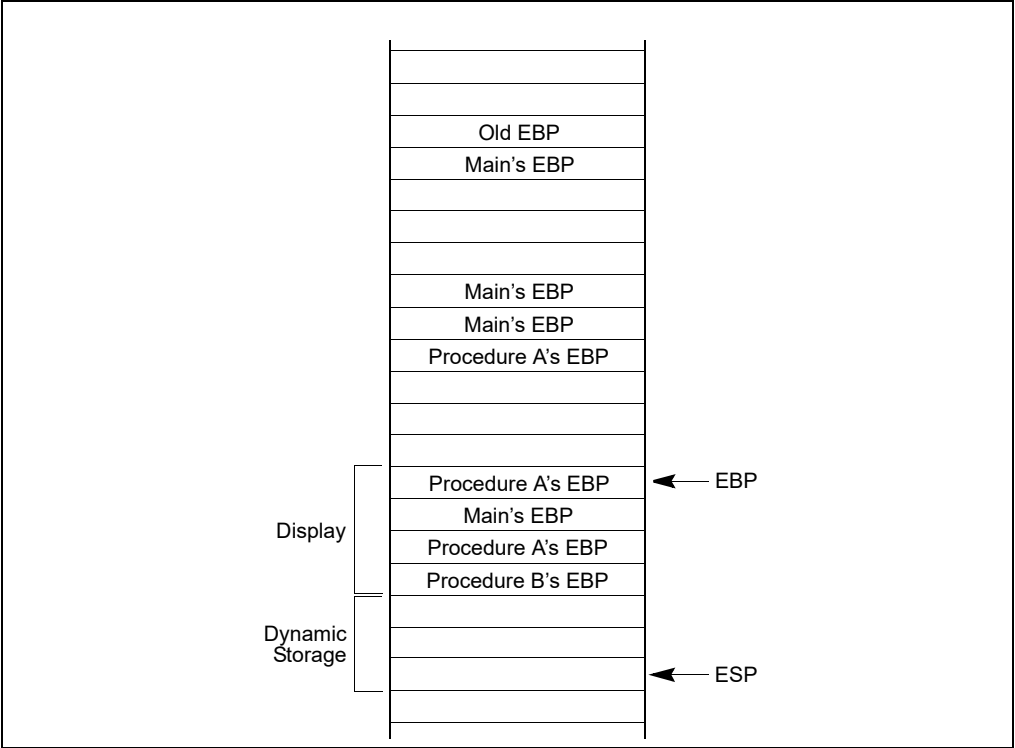 Old EBP
Main’s EBP
Main’s EBP
Main’s EBP
Procedure A’s EBP
Procedure A’s EBP
EBP
Main’s EBP
Display
Procedure A’s EBP
Procedure B’s EBP
Dynamic
Storage
ESP